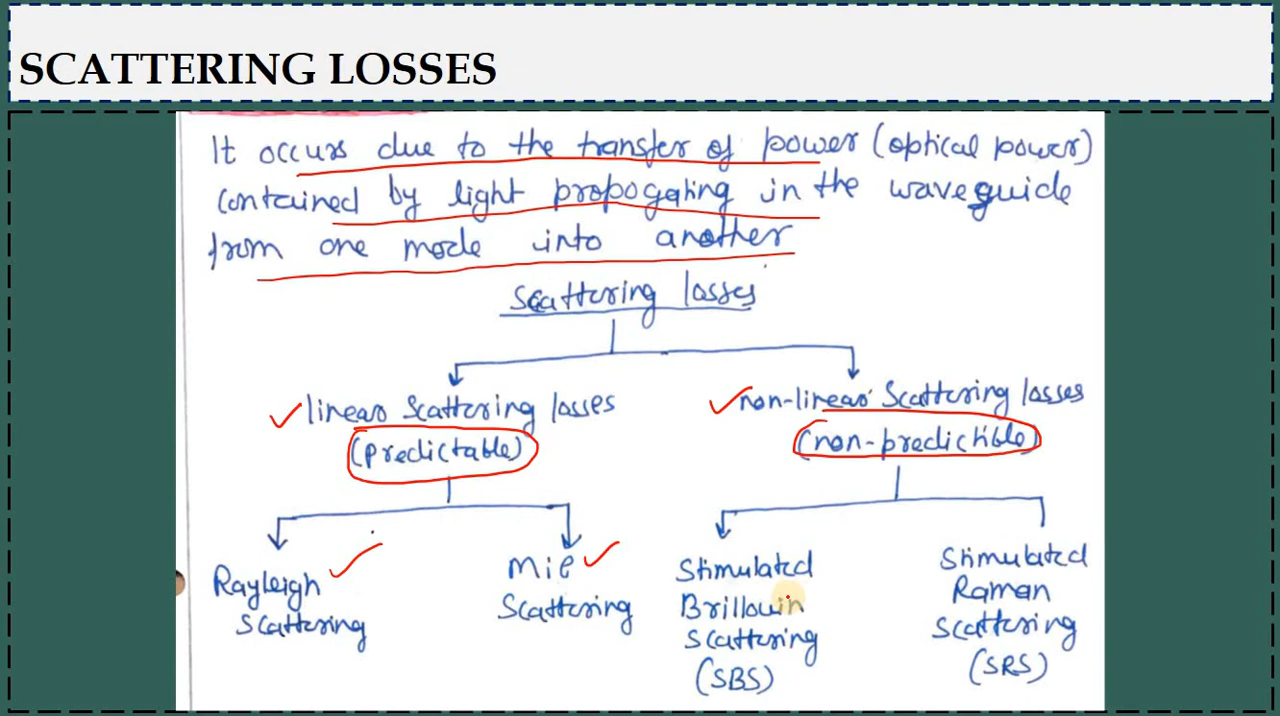 SCATTERING LOSSES
It occurs due to the transfer of power (optical power)
contained by light propogating in the waveguide
from one mode into another
Scattering losses
linear scattering losses
(predictable)
non-linear scattering losses
(non-predictible)
Rayleigh
scattering
Mie
scattering
Stimulated
Brillouin
scattering
(SBS)
Stimulated
Raman
scattering
(SRS)